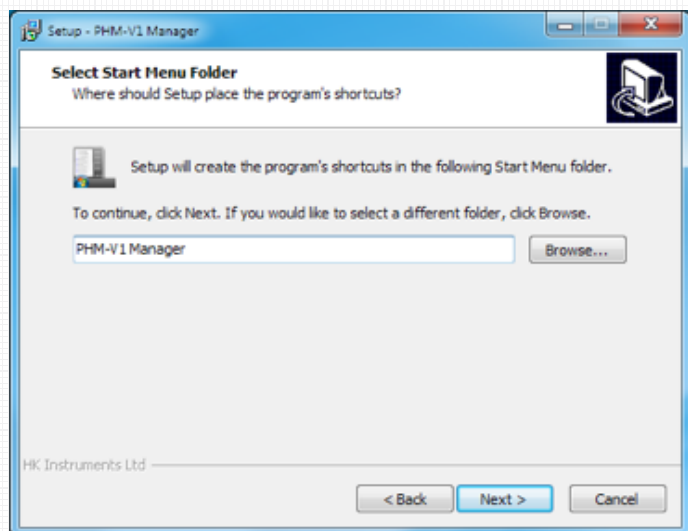 Setup - PHM-V1 Manager
Select Start Menu Folder
Where should Setup place the program's shortcuts?
Setup will create the program's shortcuts in the following Start Menu folder.
To continue, click Next. If you would like to select a different folder, click Browse.
PHM-V1 Manager
Browse...
HK Instruments Ltd
< Back
Next >
Cancel